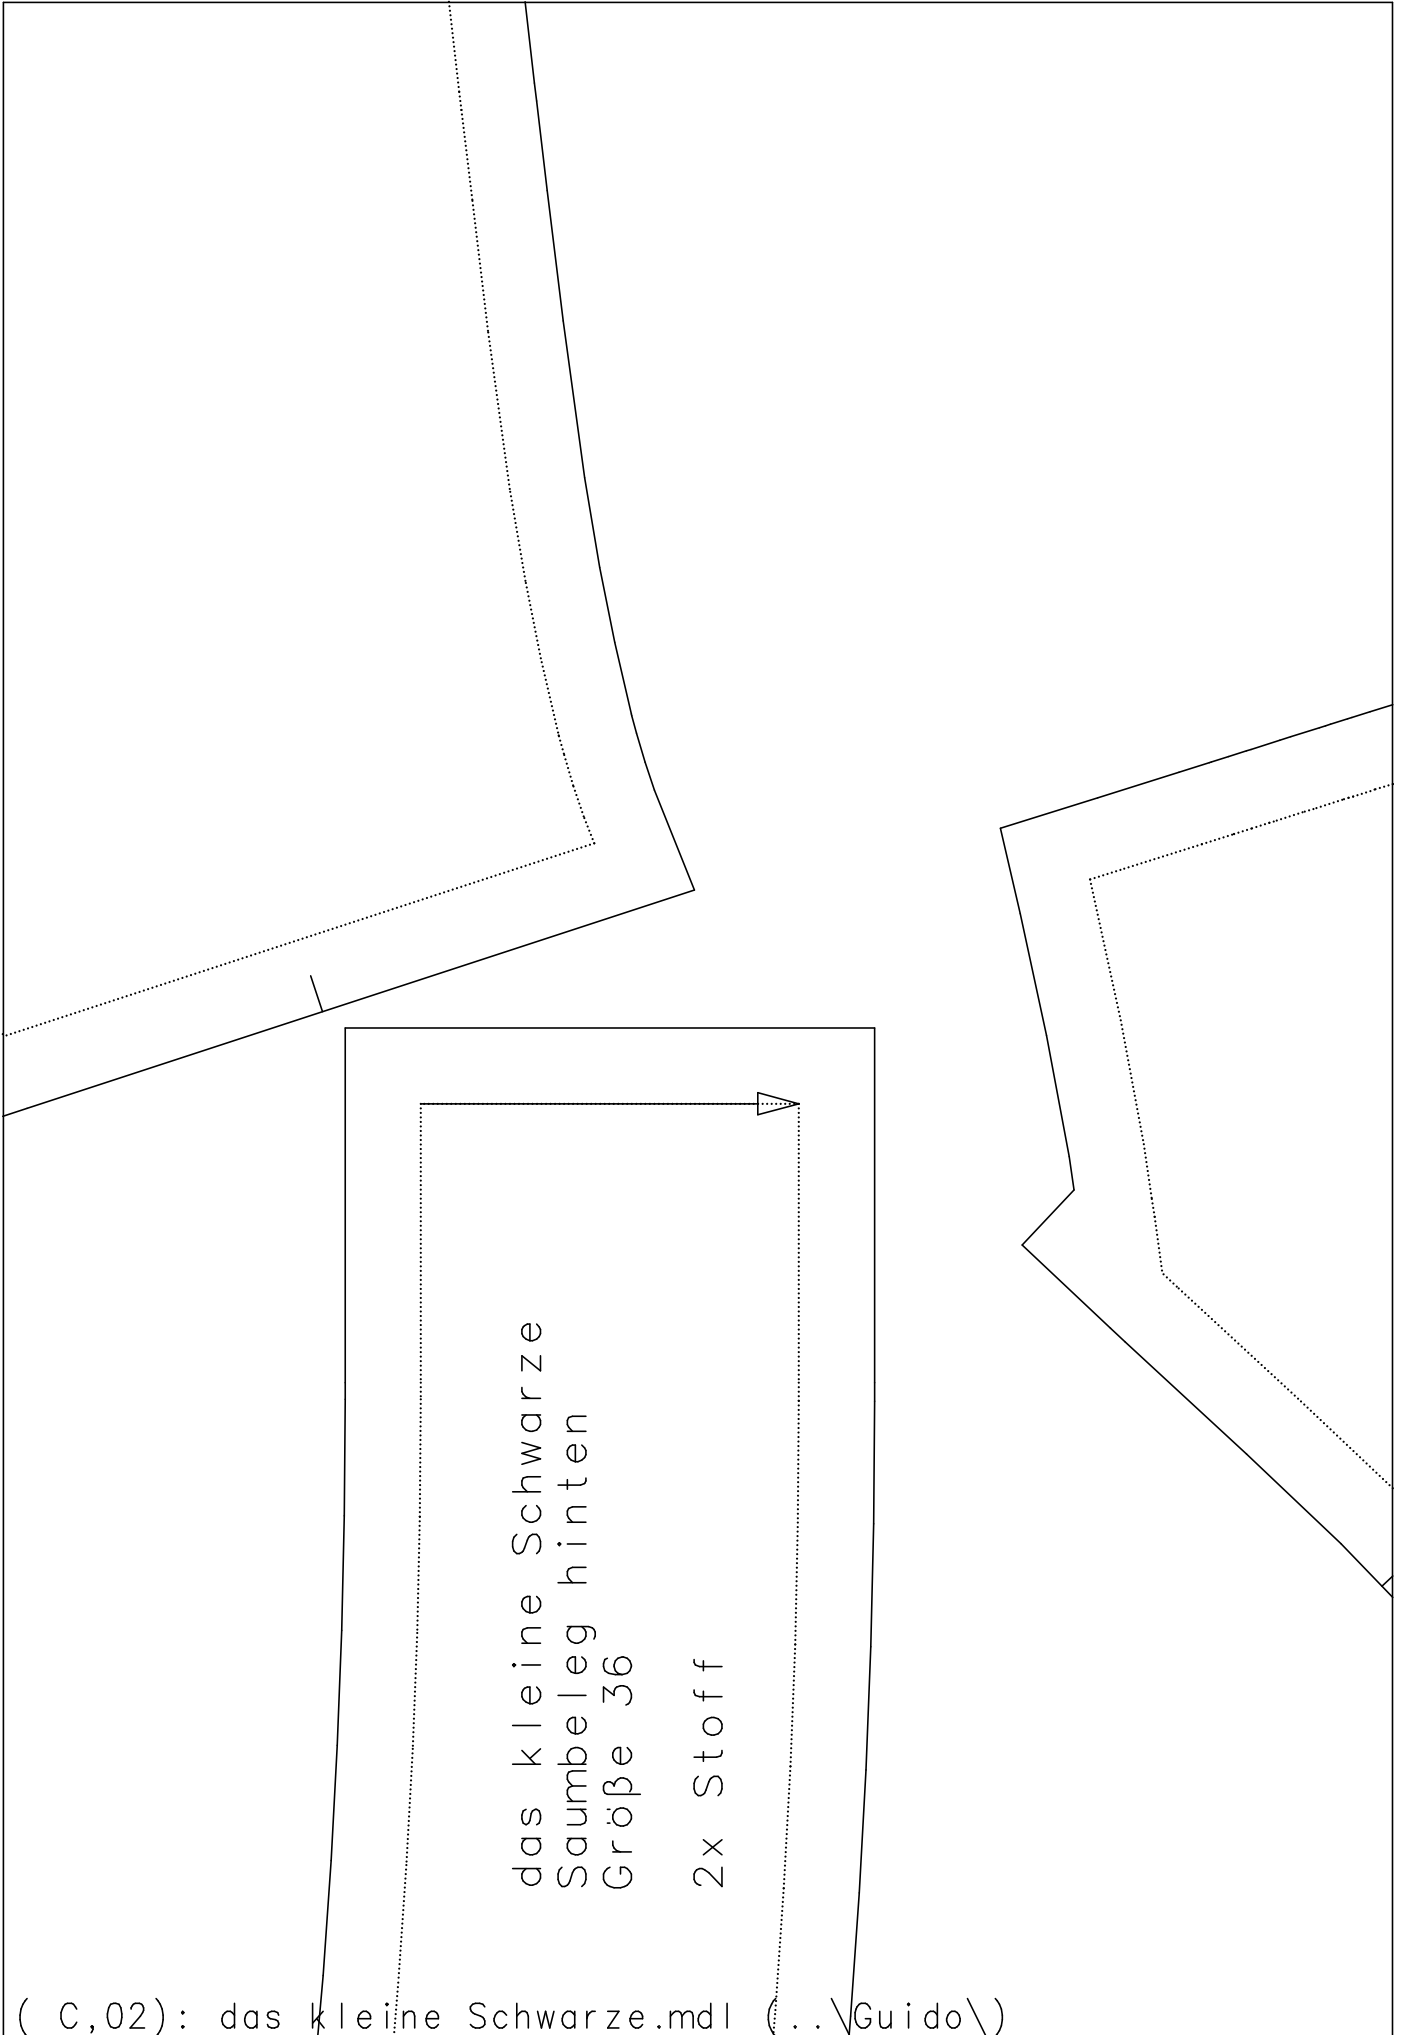 das kleine Schwarze
Saumbeleg hinten
Größe 36
2x Stoff
( C,02): das kleine Schwarze.mdl (..\Guido\)